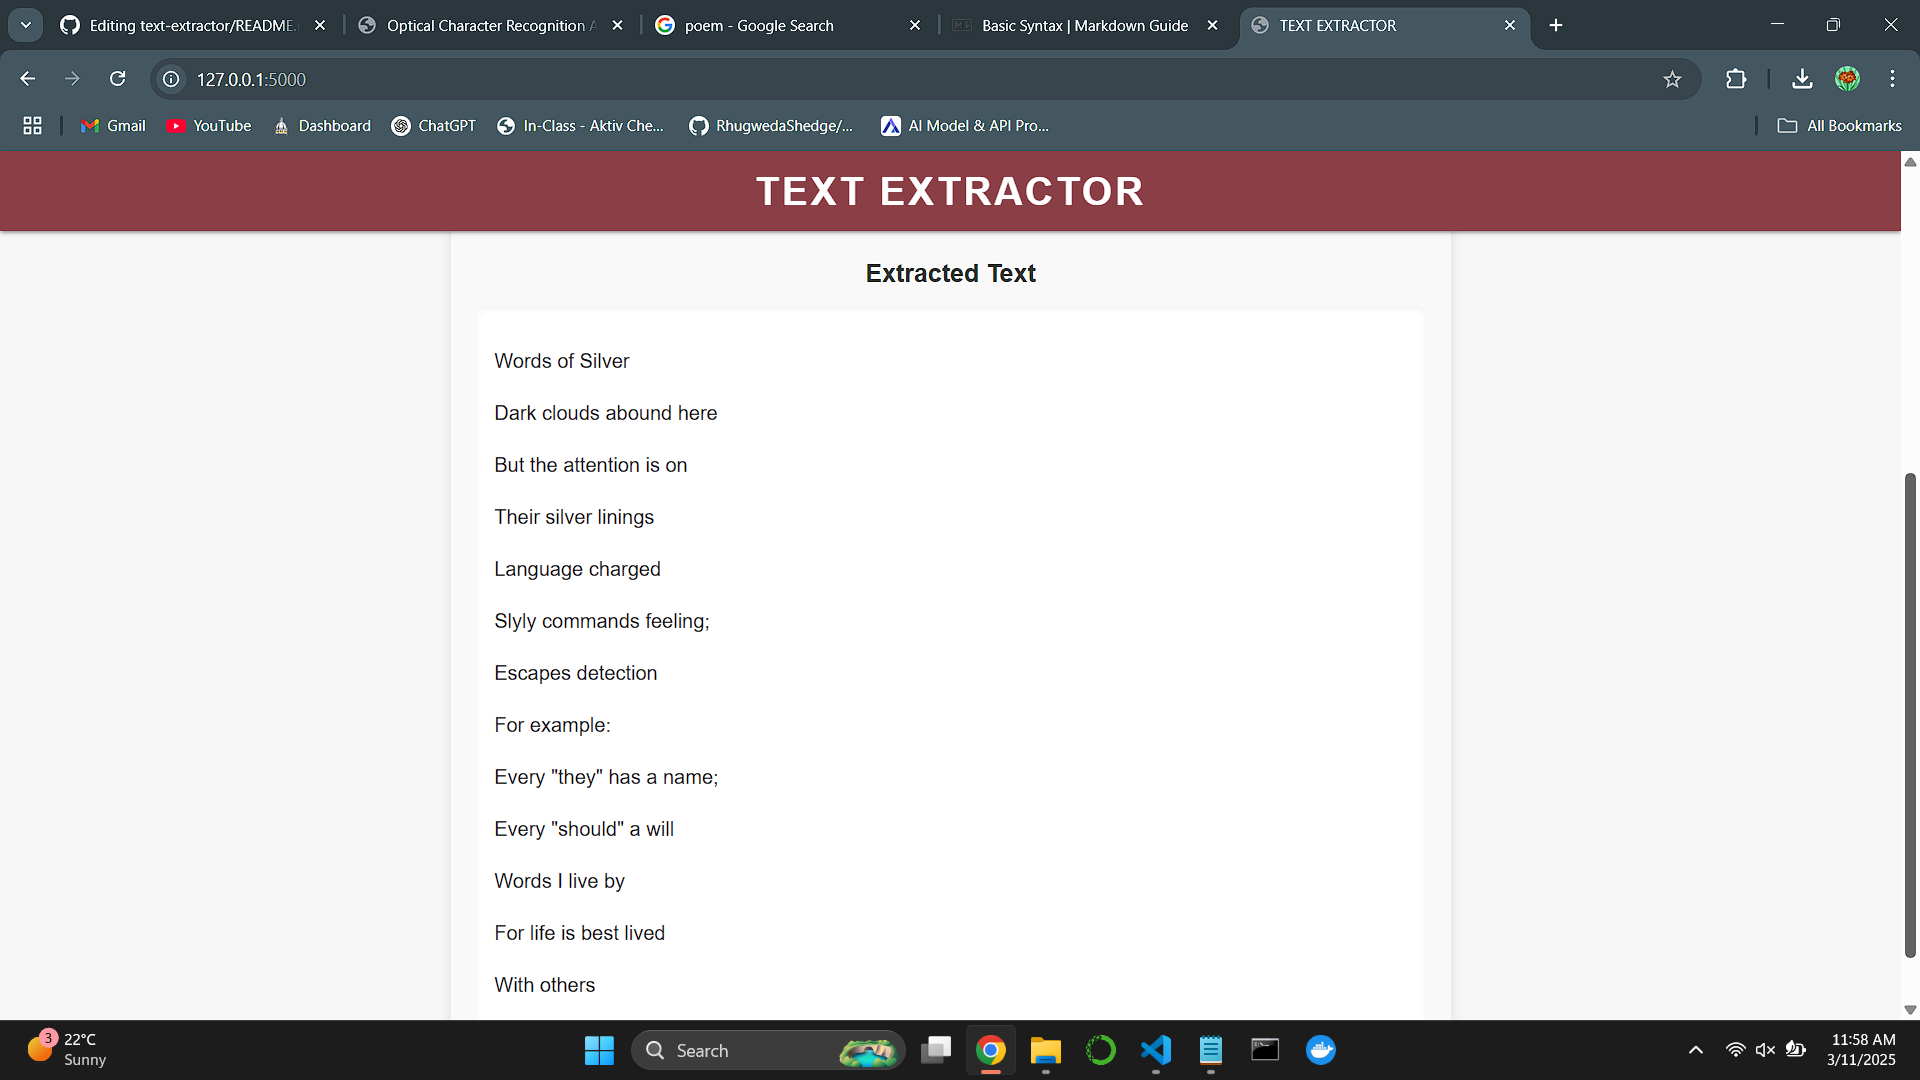 Editing text-extractor/README.
Optical Character Recognition A
poem - Google Search
Basic Syntax | Markdown Guide
TEXT EXTRACTOR
127.0.0.1:5000
Gmail
YouTube
Dashboard
ChatGPT
In-Class - Aktiv Che...
RhugwedaShedge/...
AI Model & API Pro...
All Bookmarks
TEXT EXTRACTOR
Extracted Text
Words of Silver
Dark clouds abound here
But the attention is on
Their silver linings
Language charged
Slyly commands feeling;
Escapes detection
For example:
Every "they" has a name;
Every "should" a will
Words I live by
For life is best lived
With others
3
22°C
Sunny
Search
11:58 AM
3/11/2025